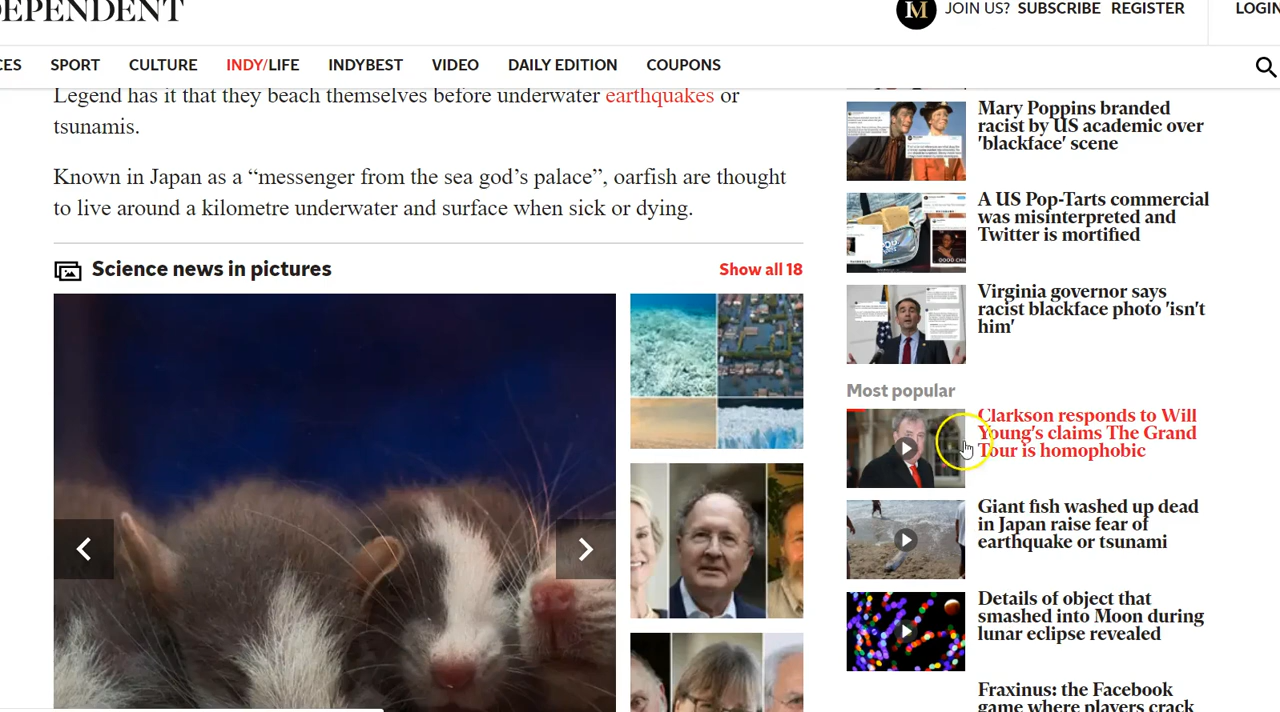 DEPENDENT
M
JOIN US? SUBSCRIBE REGISTER
LOGIN
CES SPORT CULTURE INDY/LIFE INDYBEST VIDEO DAILY EDITION COUPONS
Legend has it that they beach themselves before underwater earthquakes or
tsunamis.
Known in Japan as a “messenger from the sea god’s palace”, oarfish are thought
to live around a kilometre underwater and surface when sick or dying.
Science news in pictures
Show all 18
Mary Poppins branded
racist by US academic over
'blackface' scene
A US Pop-Tarts commercial
was misinterpreted and
Twitter is mortified
Virginia governor says
racist blackface photo 'isn't
him'
Most popular
Clarkson responds to Will
Young's claims The Grand
Tour is homophobic
Giant fish washed up dead
in Japan raise fear of
earthquake or tsunami
Details of object that
smashed into Moon during
lunar eclipse revealed
Fraxinus: the Facebook
game where players crack